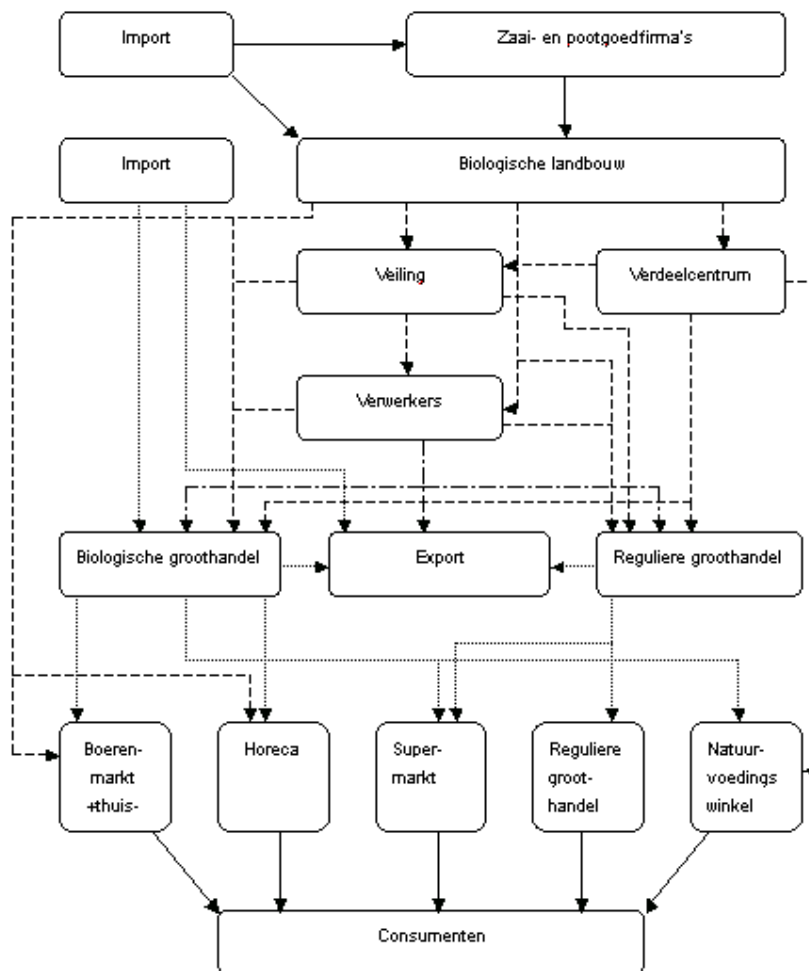 Import
Zaai- en pootgoedfirma's
Import
Biologische landbouw
Veiling
Verdeelcentrum
Verwerkers
Biologische groothandel
Export
Reguliere groothandel
Boeren-
markt
+thuis-
Horeca
Super-
markt
Reguliere
groot-
handel
Natuur-
voedings
winkel
Consumenten